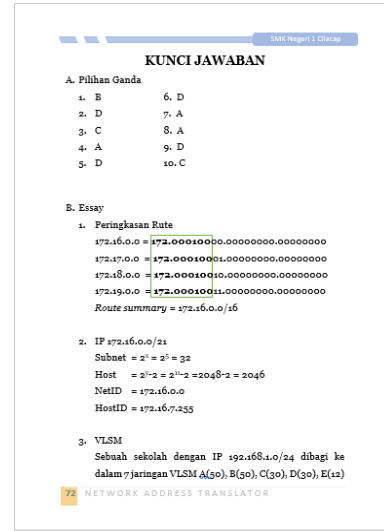 SMK Negeri 1 Cilacap
KUNCI JAWABAN
A. Pilihan Ganda
1. B 6. D
2. D 7. A
3. C 8. A
4. A 9. D
5. D 10. C
B. Essay
1. Peringkasan Rute
172.16.0.0 = 172.00010000.00000000.00000000
172.17.0.0 = 172.00010001.00000000.00000000
172.18.0.0 = 172.00010010.00000000.00000000
172.19.0.0 = 172.00010011.00000000.00000000
Route summary = 172.16.0.0/16
2. IP 172.16.0.0/21
Subnet = 2ˣ = 2⁵ = 32
Host = 2ʸ-2 = 2¹¹-2 =2048-2 = 2046
NetID = 172.16.0.0
HostID = 172.16.7.255
3. VLSM
Sebuah sekolah dengan IP 192.168.1.0/24 dibagi ke
dalam 7 jaringan VLSM A(50), B(50), C(30), D(30), E(12)
72 NETWORK ADDRESS TRANSLATOR